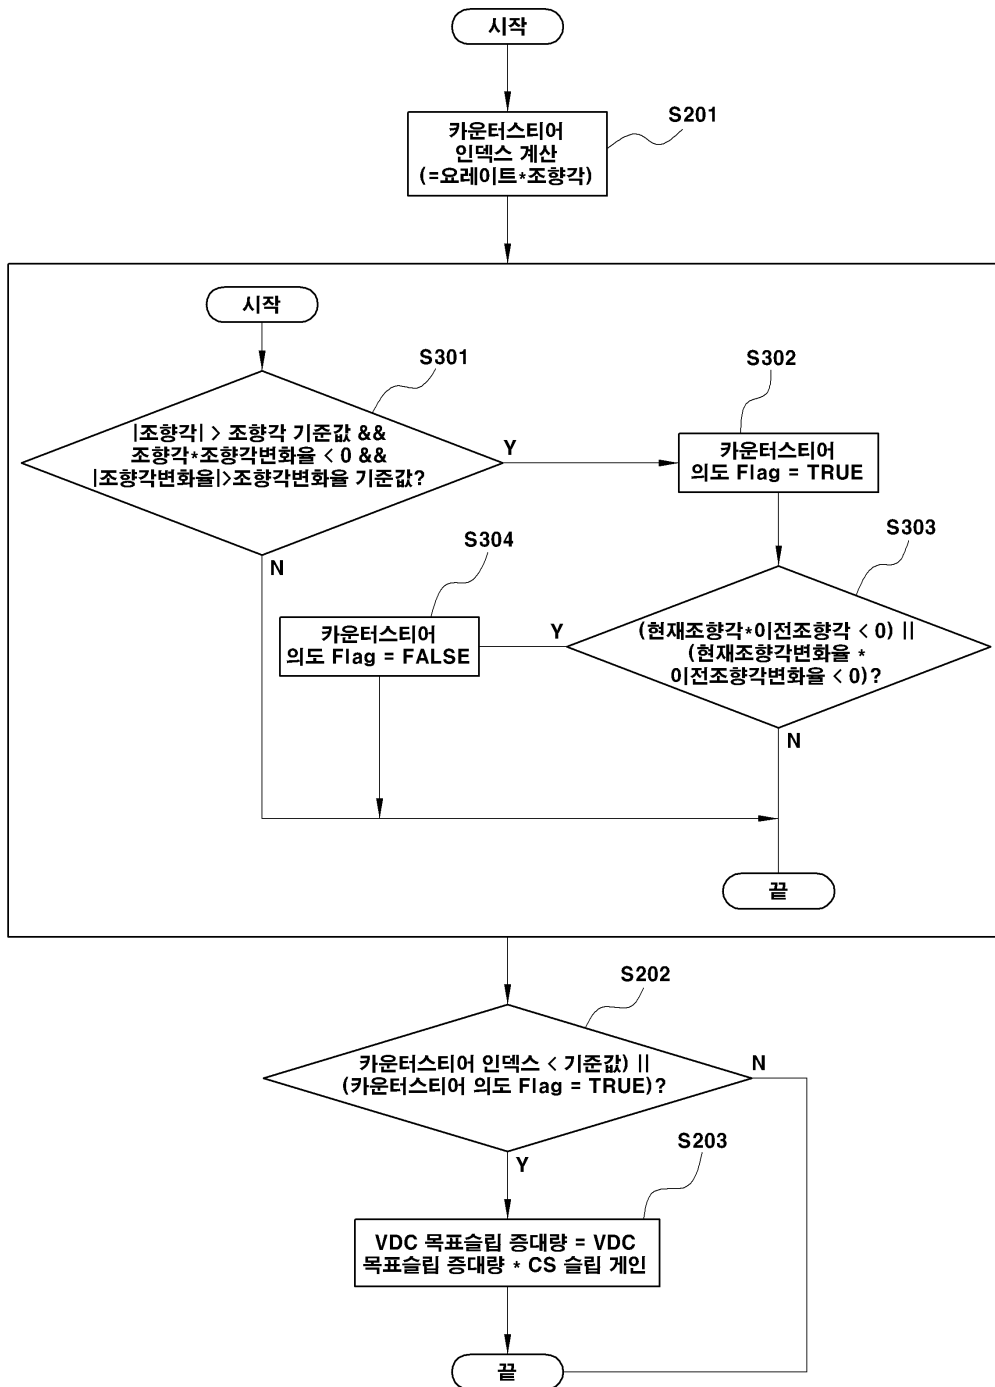 시작
S201
카운터스티어
인덱스 계산
(=요레이트*조향각)
시작
S301
|조향각| > 조향각 기준값 &&
조향각*조향각변화율 < 0 &&
|조향각변화율|>조향각변화율 기준값?
Y
N
S302
카운터스티어
의도 Flag = TRUE
S303
(현재조향각*이전조향각 < 0) ||
(현재조향각변화율 *
이전조향각변화율 < 0)?
Y
N
S304
카운터스티어
의도 Flag = FALSE
끝
S202
카운터스티어 인덱스 < 기준값) ||
(카운터스티어 의도 Flag = TRUE)?
N
Y
S203
VDC 목표슬립 증대량 = VDC
목표슬립 증대량 * CS 슬립 게인
끝